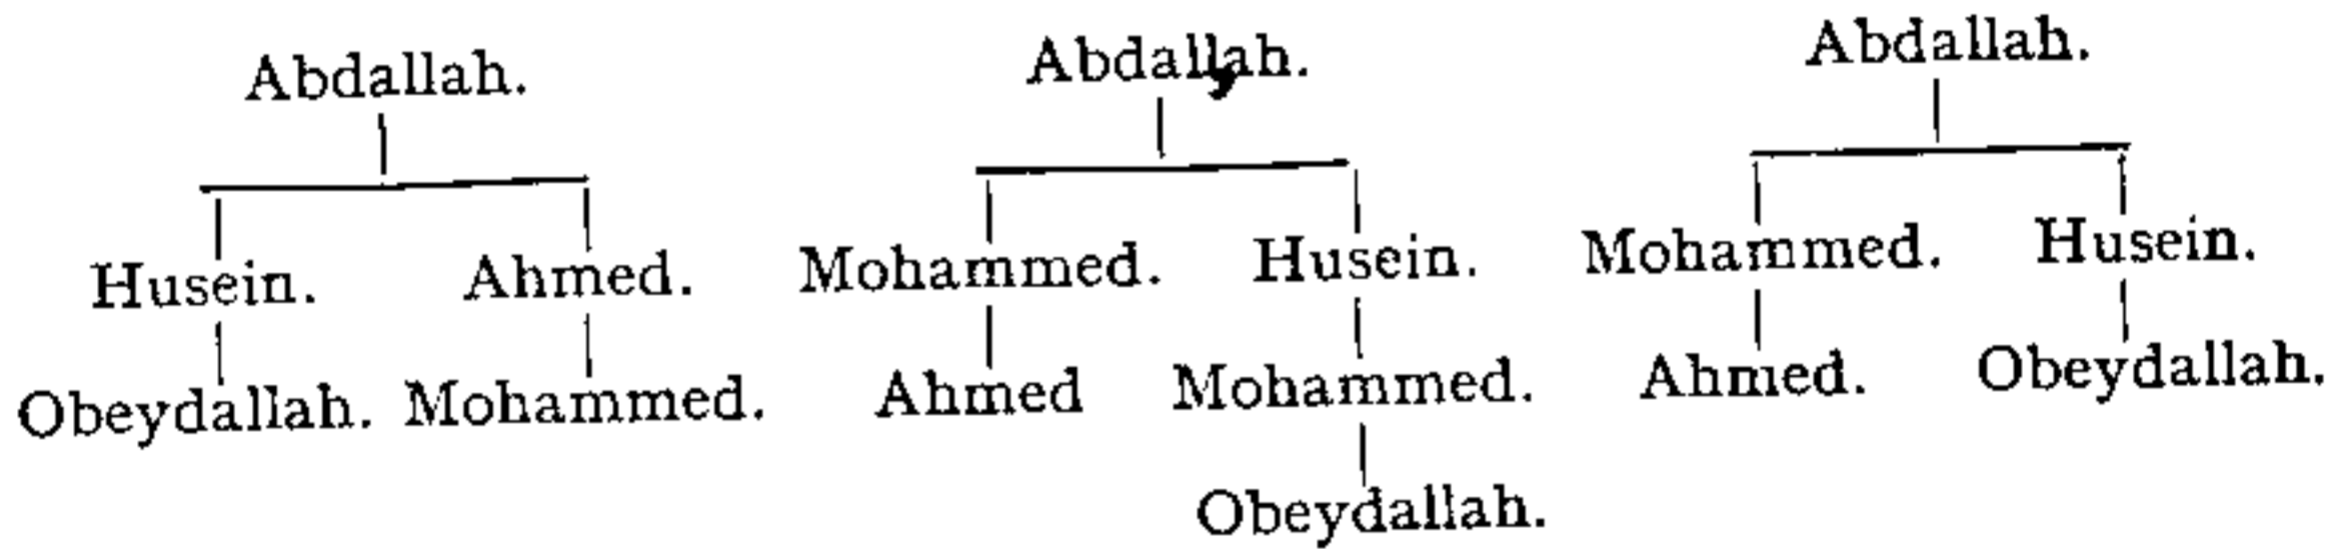 Abdallah. Abdallah. Abdallah.
Husein. Ahmed. Mohammed. Husein. Mohammed. Husein.
Obeydallah. Mohammed. Ahmed Mohammed. Ahmed. Obeydallah.
Obeydallah.